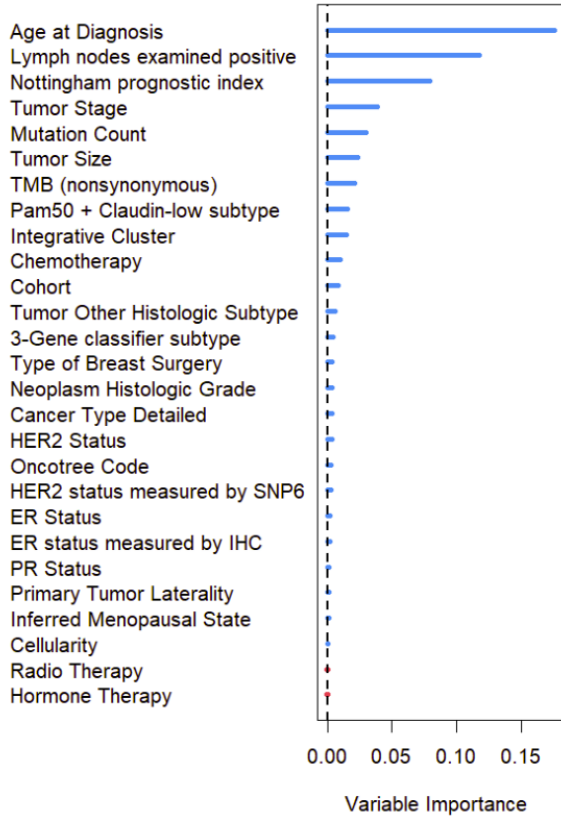 Age at Diagnosis
Lymph nodes examined positive
Nottingham prognostic index
Tumor Stage
Mutation Count
Tumor Size
TMB (nonsynonymous)
Pam50 + Claudin-low subtype
Integrative Cluster
Chemotherapy
Cohort
Tumor Other Histologic Subtype
3-Gene classifier subtype
Type of Breast Surgery
Neoplasm Histologic Grade
Cancer Type Detailed
HER2 Status
Oncotree Code
HER2 status measured by SNP6
ER Status
ER status measured by IHC
PR Status
Primary Tumor Laterality
Inferred Menopausal State
Cellularity
Radio Therapy
Hormone Therapy
0.00 0.05 0.10 0.15
Variable Importance